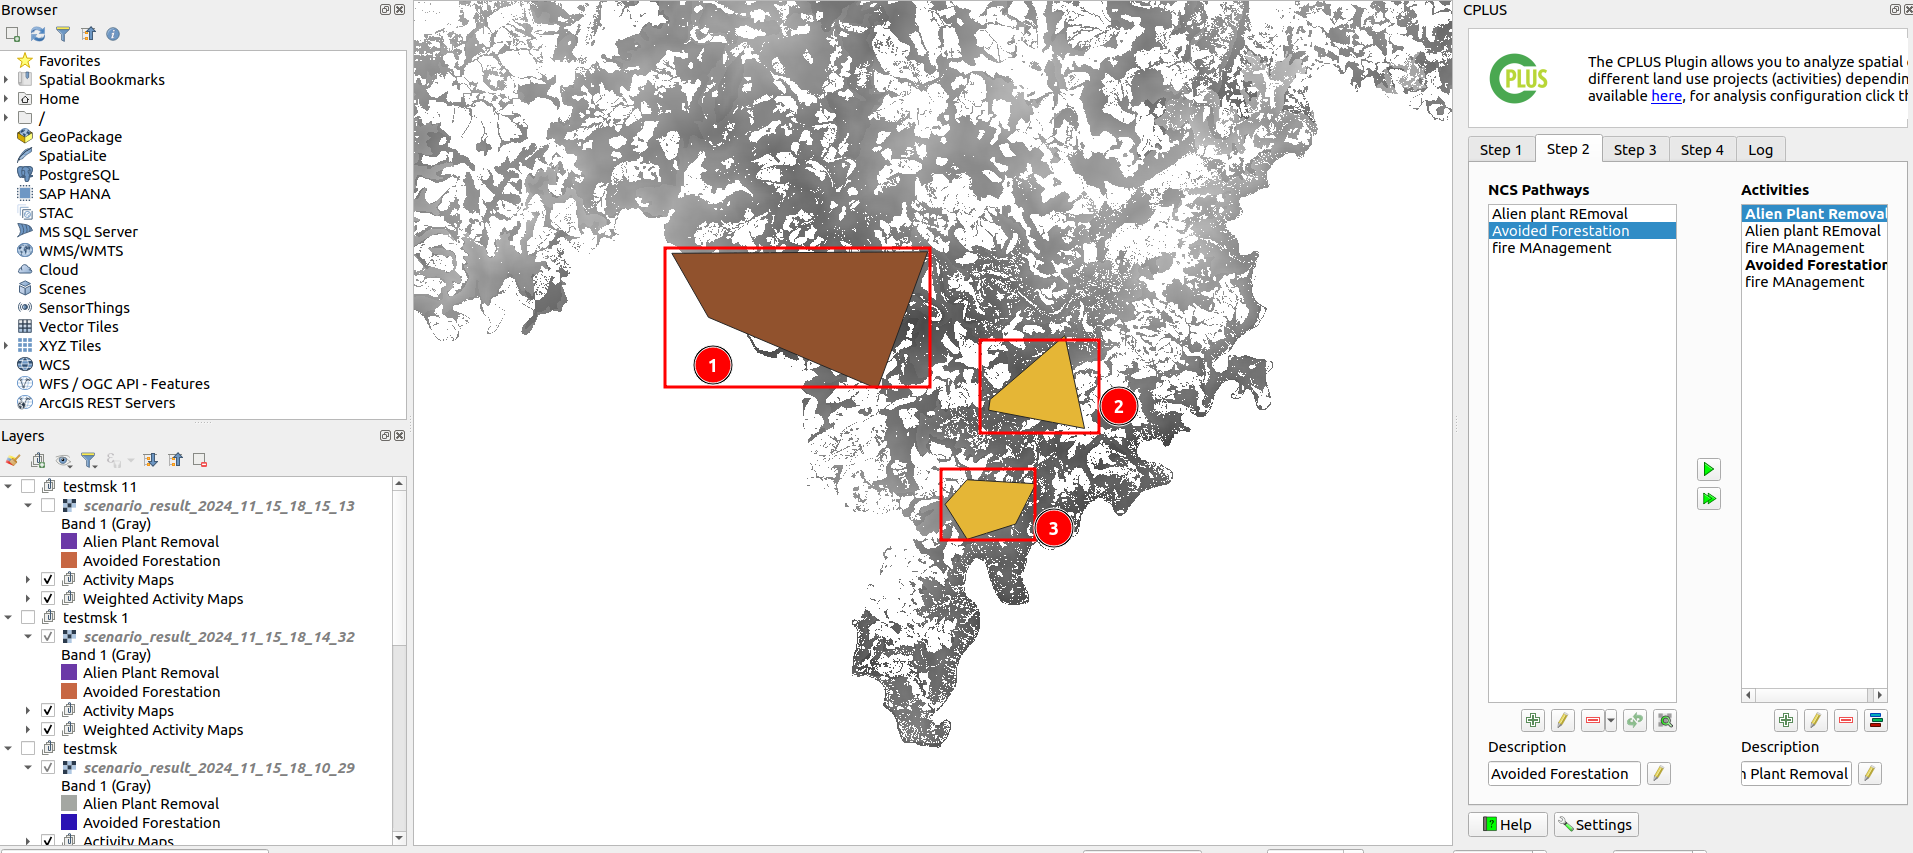 Browser
Favorites
Spatial Bookmarks
Home
/
GeoPackage
SpatiaLite
PostgreSQL
SAP HANA
STAC
MS SQL Server
WMS/WMTS
Cloud
Scenes
SensorThings
Vector Tiles
XYZ Tiles
WCS
WFS / OGC API - Features
ArcGIS REST Servers
Layers
testmsk 11
scenario_result_2024_11_15_18_15_13
Band 1 (Gray)
Alien Plant Removal
Avoided Forestation
Activity Maps
Weighted Activity Maps
testmsk 1
scenario_result_2024_11_15_18_14_32
Band 1 (Gray)
Alien Plant Removal
Avoided Forestation
Activity Maps
Weighted Activity Maps
testmsk
scenario_result_2024_11_15_18_10_29
Band 1 (Gray)
Alien Plant Removal
Avoided Forestation
Activity Maps
1
2
3
CPLUS
CPLUS
The CPLUS Plugin allows you to analyze spatial
different land use projects (activities) dependin
available here, for analysis configuration click th
Step 1
Step 2
Step 3
Step 4
Log
NCS Pathways
Alien plant REmoval
Avoided Forestation
fire MAnagement
Description
Avoided Forestation
Activities
Alien Plant Removal
Alien plant REmoval
fire MAnagement
Avoided Forestation
fire MAnagement
Description
Plant Removal
Help
Settings